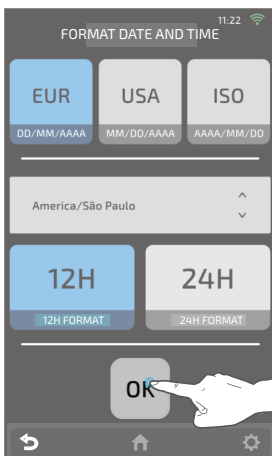 11:22
FORMAT DATE AND TIME
EUR USA ISO
DD/MM/AAAA MM/DD/AAAA AAAA/MM/DD
America/São Paulo
12H 24H
12H FORMAT 24H FORMAT
OK